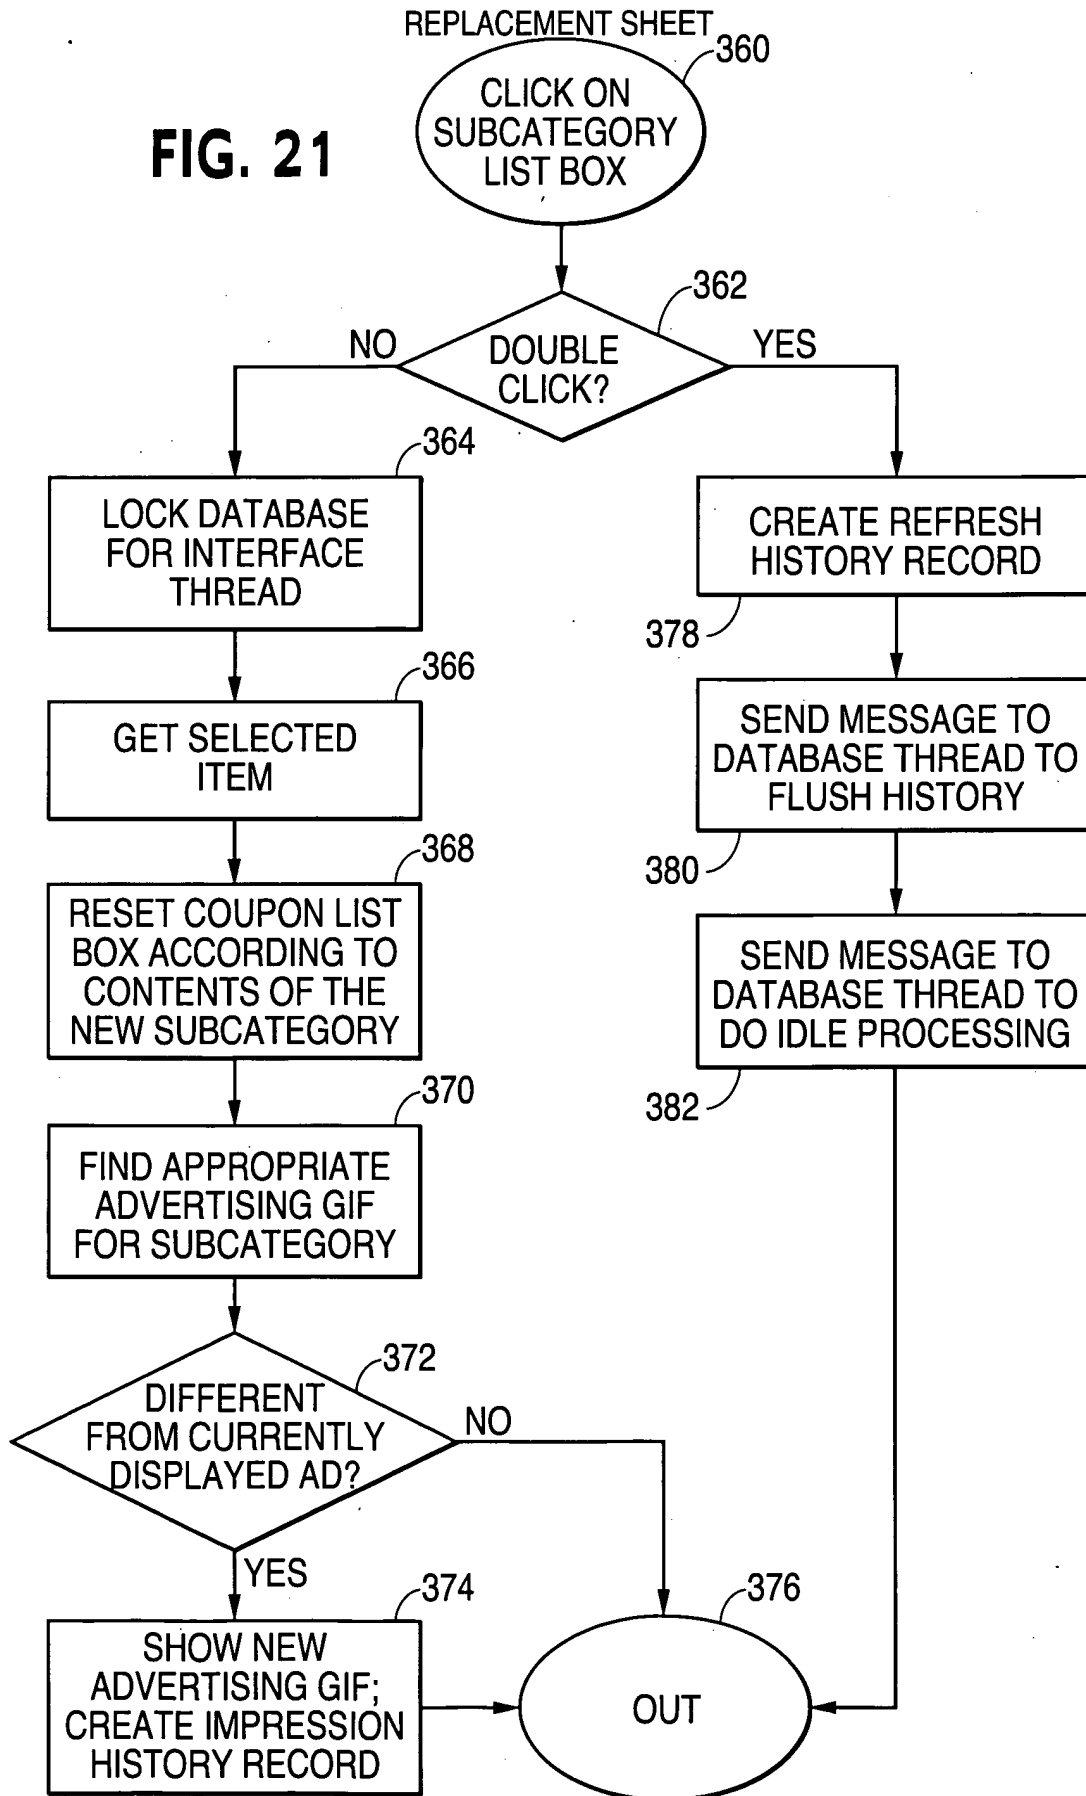 REPLACEMENT SHEET
360
CLICK ON
SUBCATEGORY
LIST BOX
FIG. 21
362
NO
DOUBLE
CLICK?
YES
364
LOCK DATABASE
FOR INTERFACE
THREAD
CREATE REFRESH
HISTORY RECORD
378
366
GET SELECTED
ITEM
SEND MESSAGE TO
DATABASE THREAD TO
FLUSH HISTORY
380
368
RESET COUPON LIST
BOX ACCORDING TO
CONTENTS OF THE
NEW SUBCATEGORY
SEND MESSAGE TO
DATABASE THREAD TO
DO IDLE PROCESSING
382
370
FIND APPROPRIATE
ADVERTISING GIF
FOR SUBCATEGORY
372
DIFFERENT
FROM CURRENTLY
DISPLAYED AD?
NO
YES
374
SHOW NEW
ADVERTISING GIF;
CREATE IMPRESSION
HISTORY RECORD
376
OUT